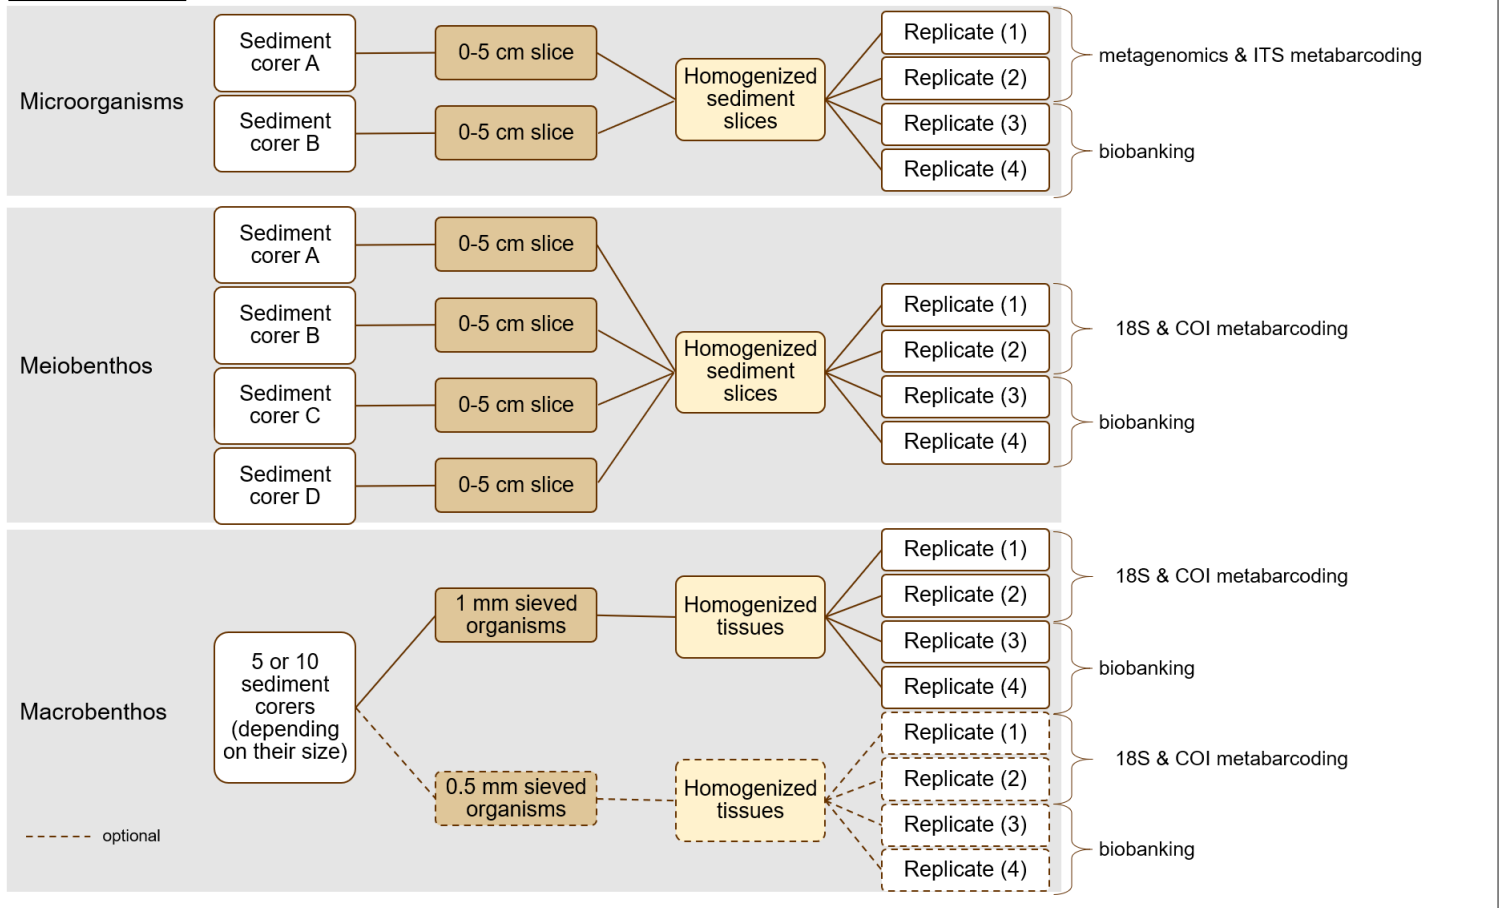 Microorganisms
Sediment
corer A
0-5 cm slice
Sediment
corer B
0-5 cm slice
Homogenized
sediment
slices
Replicate (1)
Replicate (2)
Replicate (3)
Replicate (4)
metagenomics & ITS metabarcoding
biobanking
Meiobenthos
Sediment
corer A
0-5 cm slice
Sediment
corer B
0-5 cm slice
Sediment
corer C
0-5 cm slice
Sediment
corer D
0-5 cm slice
Homogenized
sediment
slices
Replicate (1)
Replicate (2)
Replicate (3)
Replicate (4)
18S & COI metabarcoding
biobanking
Macrobenthos
5 or 10
sediment
corers
(depending
on their size)
1 mm sieved
organisms
Homogenized
tissues
Replicate (1)
Replicate (2)
Replicate (3)
Replicate (4)
18S & COI metabarcoding
biobanking
0.5 mm sieved
organisms
Homogenized
tissues
Replicate (1)
Replicate (2)
Replicate (3)
Replicate (4)
18S & COI metabarcoding
biobanking
optional